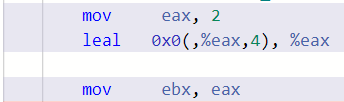 mov eax, 2
leal 0x0(,%eax,4), %eax
mov ebx, eax